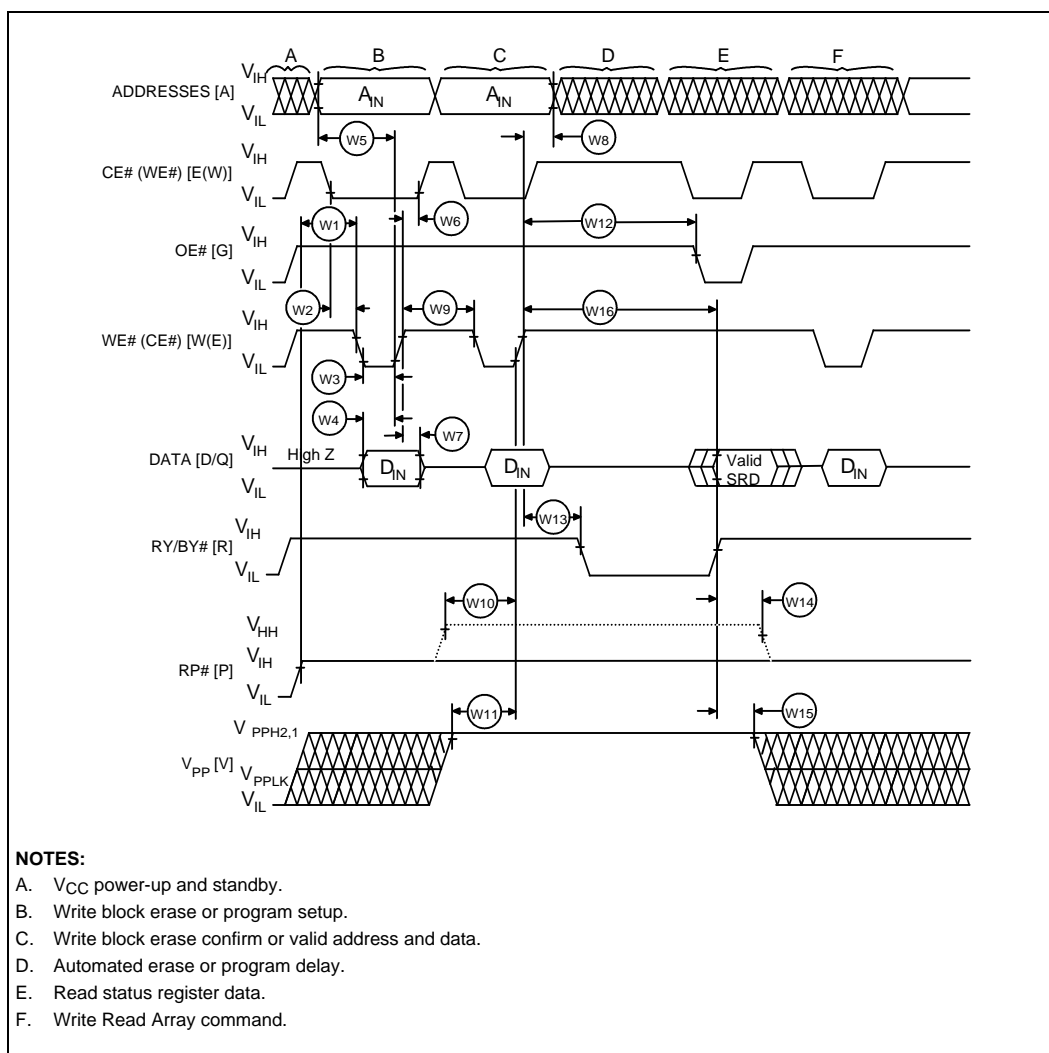 A B C D E F
V_IH
ADDRESSES [A] A_IN A_IN
V_IL
W5 W8
V_IH
CE# (WE#) [E(W)]
V_IL
W1 W6 W12
V_IH
OE# [G]
V_IL
W2 W9 W16
V_IH
WE# (CE#) [W(E)]
V_IL
W3
W4 W7
V_IH High Z Valid
DATA [D/Q] D_IN D_IN SRD D_IN
V_IL
W13
V_IH
RY/BY# [R]
V_IL
W10 W14
V_HH
V_IH
RP# [P]
V_IL
W11 W15
V_PPH2,1
V_PP [V] V_PPLK
V_IL
NOTES:
A. V_CC power-up and standby.
B. Write block erase or program setup.
C. Write block erase confirm or valid address and data.
D. Automated erase or program delay.
E. Read status register data.
F. Write Read Array command.